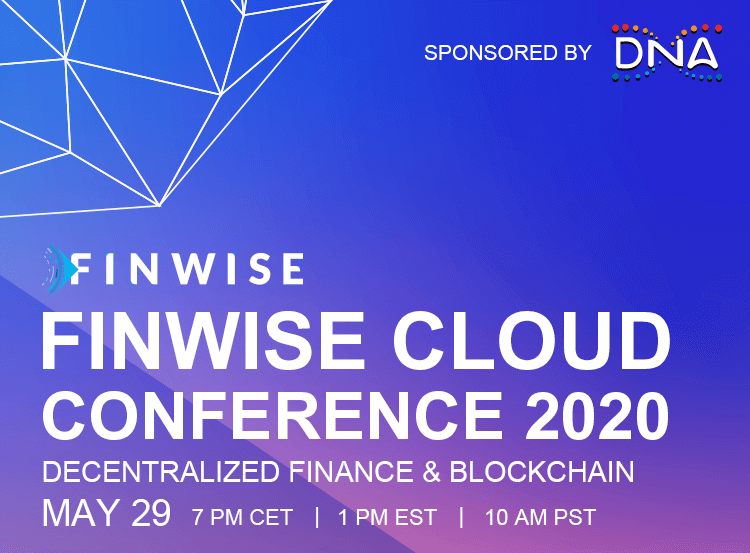 SPONSORED BY DNA
FINWISE
FINWISE CLOUD
CONFERENCE 2020
DECENTRALIZED FINANCE & BLOCKCHAIN
MAY 29 7 PM CET | 1 PM EST | 10 AM PST